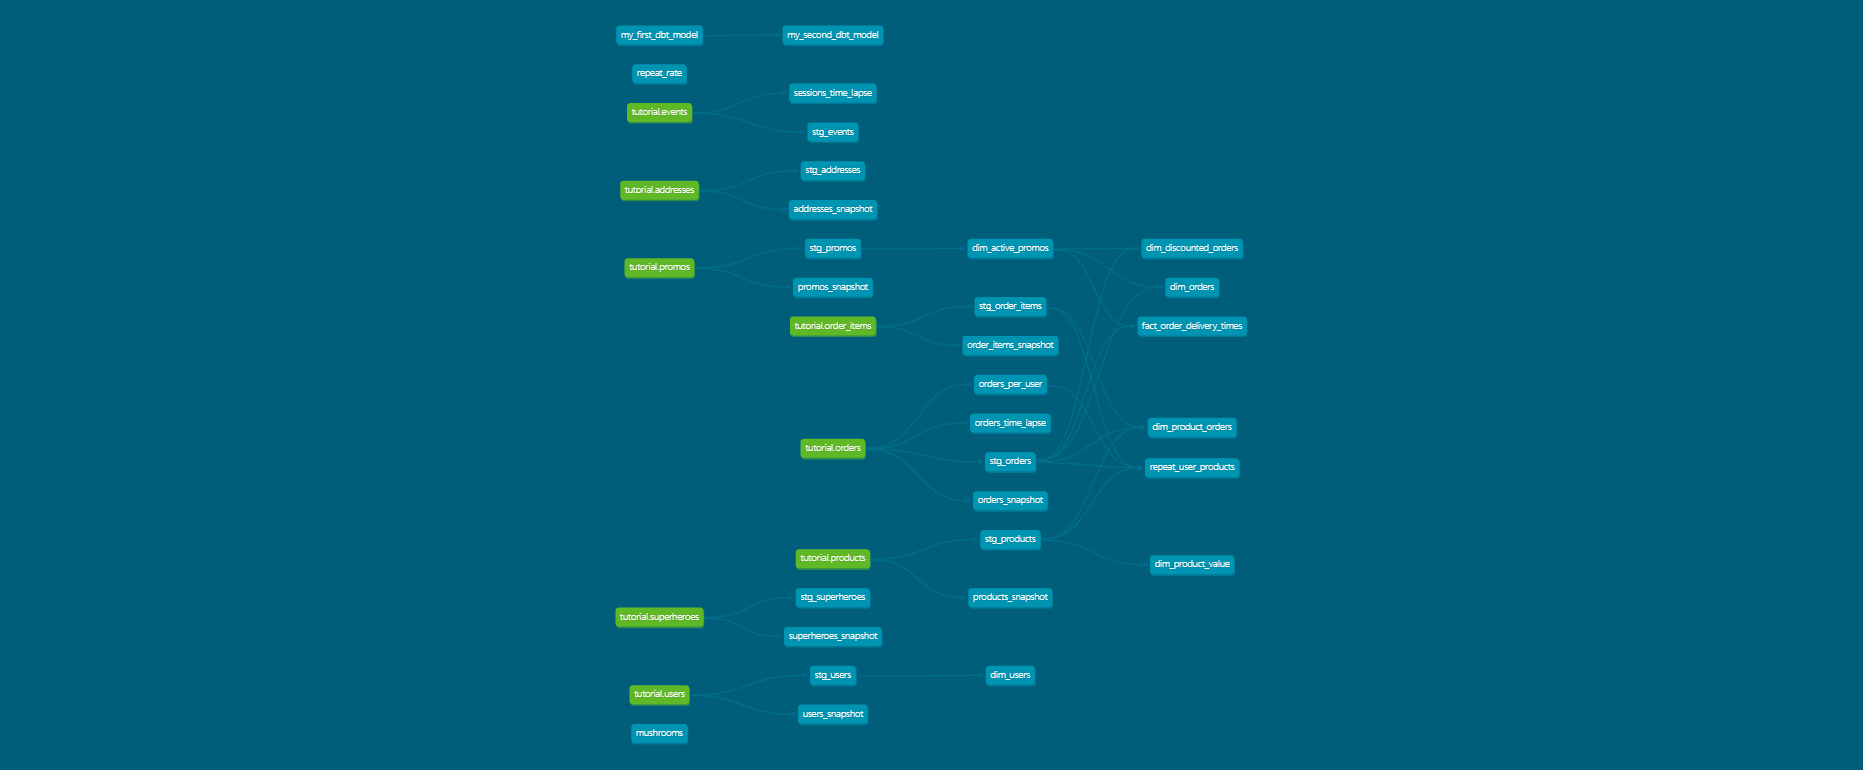 my_first_dbt_model
my_second_dbt_model
repeat_rate
sessions_time_lapse
tutorial.events
stg_events
stg_addresses
tutorial.addresses
addresses_snapshot
stg_promos
dim_active_promos
dim_discounted_orders
tutorial.promos
promos_snapshot
dim_orders
stg_order_items
tutorial.order_items
fact_order_delivery_times
order_items_snapshot
orders_per_user
orders_time_lapse
dim_product_orders
tutorial.orders
stg_orders
repeat_user_products
orders_snapshot
stg_products
tutorial.products
dim_product_value
stg_superheroes
products_snapshot
tutorial.superheroes
superheroes_snapshot
stg_users
dim_users
tutorial.users
users_snapshot
mushrooms